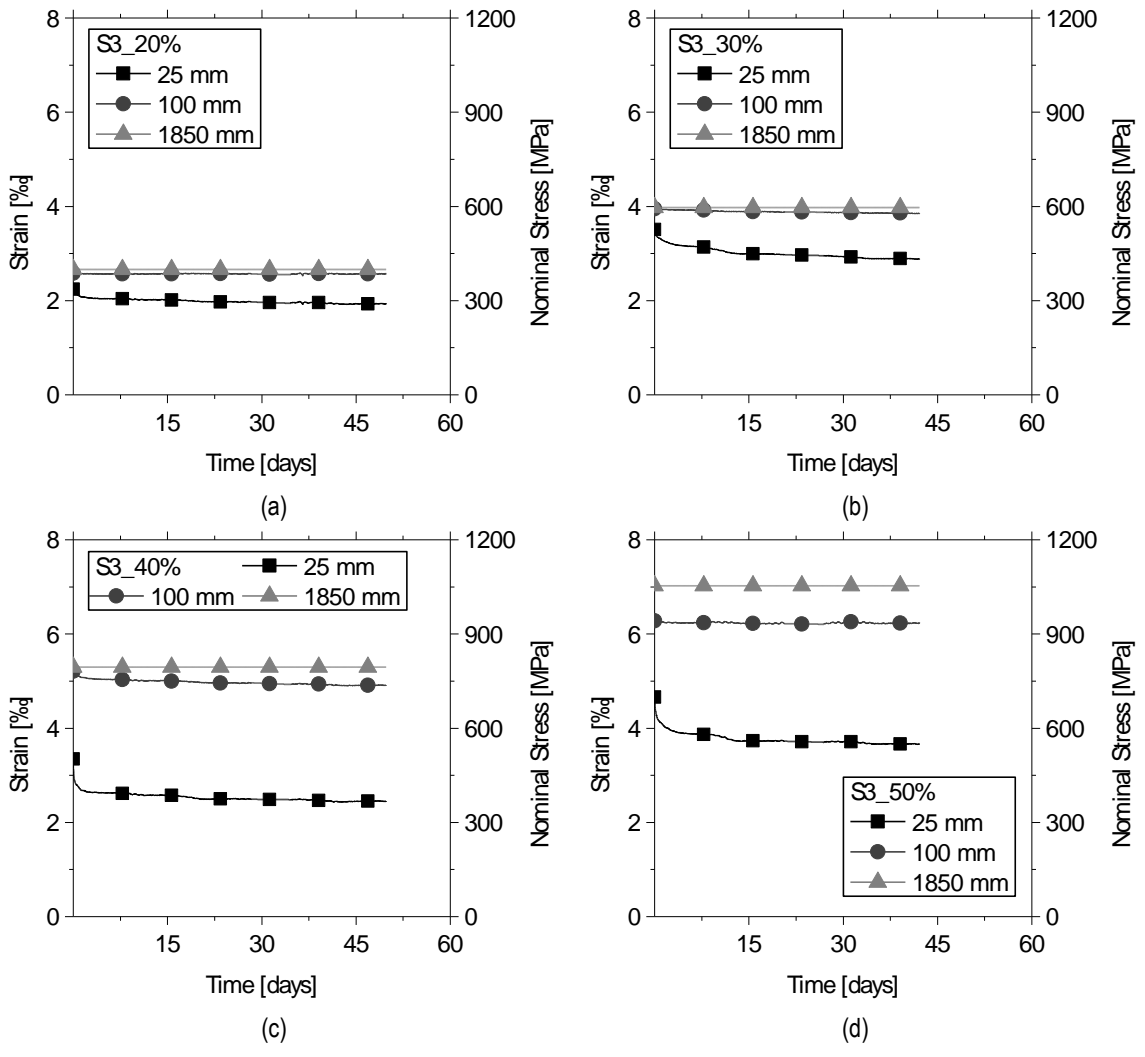 8
6
4
2
0
Strain [‰]
S3_20%
25 mm
100 mm
1850 mm
1200
900
600
300
0
Nominal Stress [MPa]
15 30 45 60
Time [days]
(a)
8
6
4
2
0
Strain [‰]
S3_30%
25 mm
100 mm
1850 mm
1200
900
600
300
0
Nominal Stress [MPa]
15 30 45 60
Time [days]
(b)
8
6
4
2
0
Strain [‰]
S3_40% 25 mm
100 mm 1850 mm
1200
900
600
300
0
Nominal Stress [MPa]
15 30 45 60
Time [days]
(c)
8
6
4
2
0
Strain [‰]
S3_50%
25 mm
100 mm
1850 mm
1200
900
600
300
0
Nominal Stress [MPa]
15 30 45 60
Time [days]
(d)